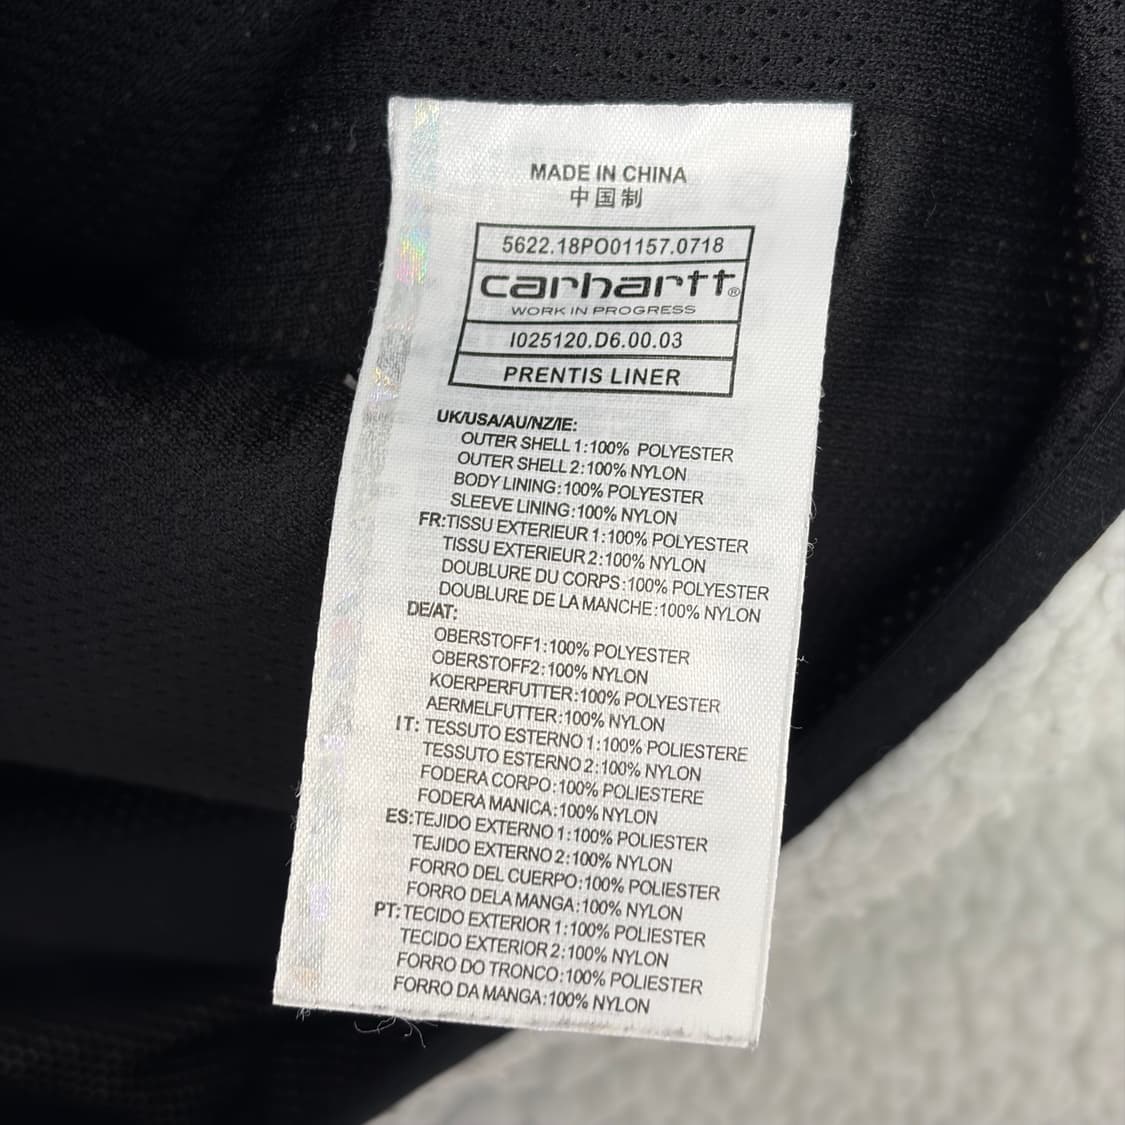 MADE IN CHINA
中国制
5622.18PO01157.0718
carhartt®
WORK IN PROGRESS
I025120.D6.00.03
PRENTIS LINER
UK/USA/AU/NZ/IE:
OUTER SHELL 1:100% POLYESTER
OUTER SHELL 2:100% NYLON
BODY LINING:100% POLYESTER
SLEEVE LINING:100% NYLON
FR:TISSU EXTERIEUR 1:100% POLYESTER
TISSU EXTERIEUR 2:100% NYLON
DOUBLURE DU CORPS:100% POLYESTER
DOUBLURE DE LA MANCHE:100% NYLON
DE/AT:
OBERSTOFF1:100% POLYESTER
OBERSTOFF2:100% NYLON
KOERPERFUTTER:100% POLYESTER
AERMELFUTTER:100% NYLON
IT: TESSUTO ESTERNO 1:100% POLIESTERE
TESSUTO ESTERNO 2:100% NYLON
FODERA CORPO:100% POLIESTERE
FODERA MANICA:100% NYLON
ES:TEJIDO EXTERNO 1:100% POLIESTER
TEJIDO EXTERNO 2:100% NYLON
FORRO DEL CUERPO:100% POLIESTER
FORRO DELA MANGA:100% NYLON
PT:TECIDO EXTERIOR 1:100% POLIESTER
TECIDO EXTERIOR 2:100% NYLON
FORRO DO TRONCO:100% POLIESTER
FORRO DA MANGA:100% NYLON